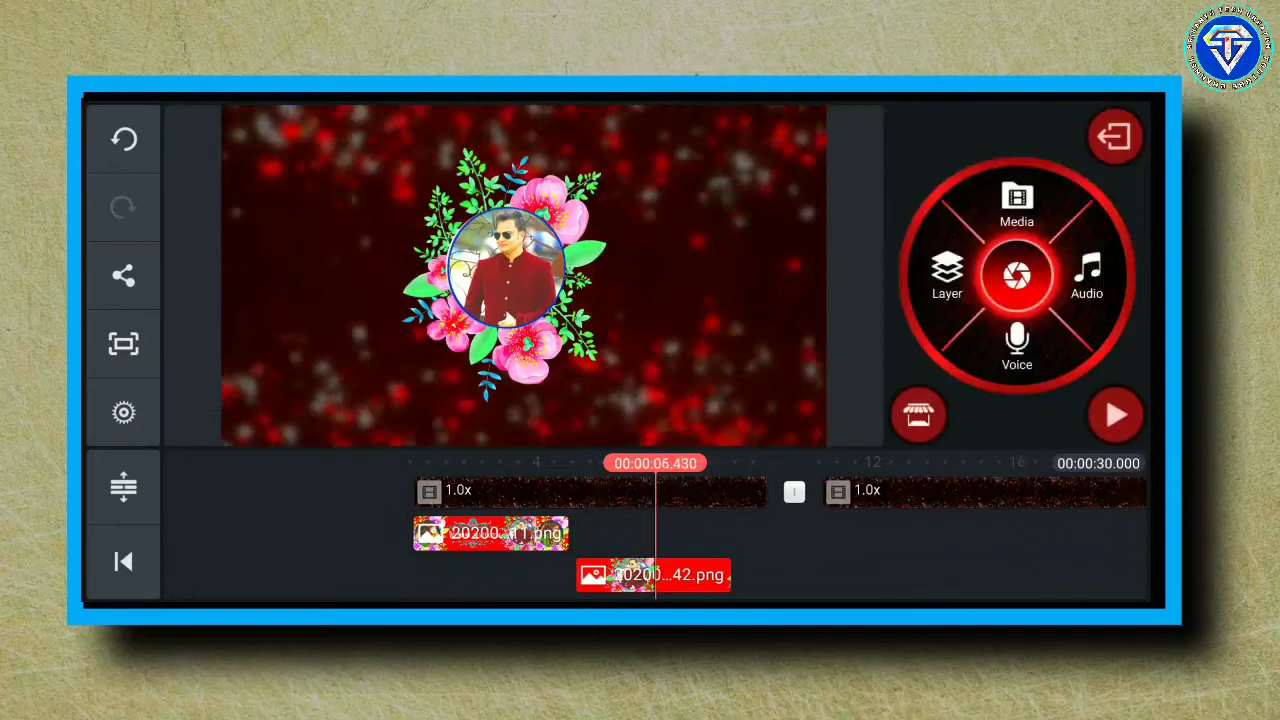 Media
Layer
Audio
Voice
4
00:00:06.430
12
16
00:00:30.000
1.0x
1.0x
20200...11.png
20200...42.png